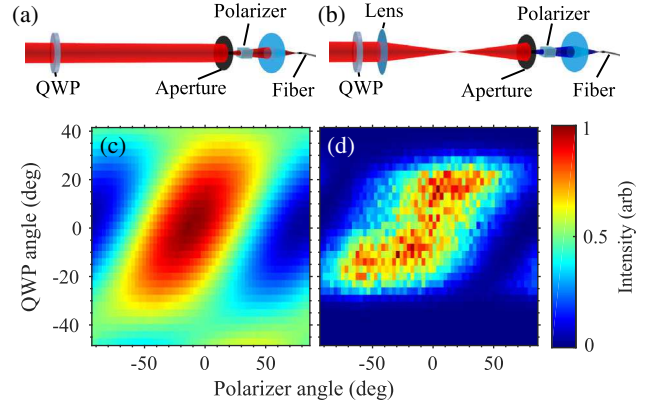 (a)
Polarizer
QWP
Aperture
Fiber
(b)
Lens
Polarizer
QWP
Aperture
Fiber
(c)
(d)
QWP angle (deg)
40
20
0
-20
-40
-50
0
50
-50
0
50
Polarizer angle (deg)
1
0.5
0
Intensity (arb)